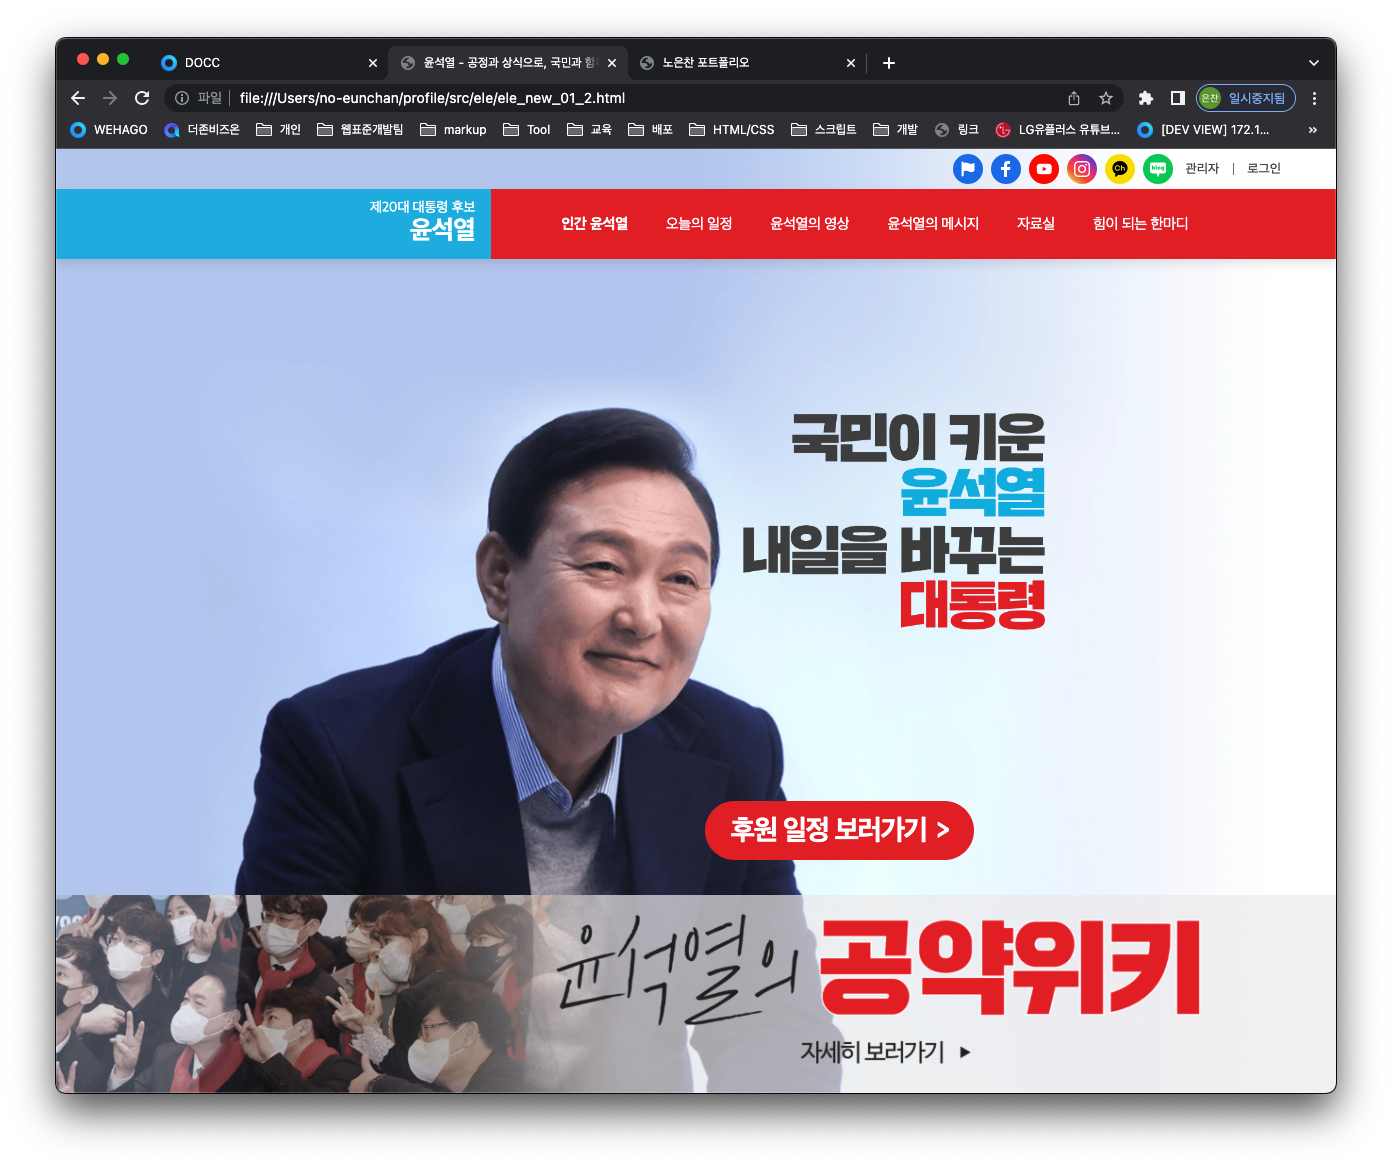 DOCC
윤석열 - 공정과 상식으로, 국민과 함
노은찬 포트폴리오
파일
file:///Users/no-eunchan/profile/src/ele/ele_new_01_2.html
은찬
일시중지됨
WEHAGO
더존비즈온
개인
웹표준개발팀
markup
Tool
교육
배포
HTML/CSS
스크립트
개발
링크
LG유플러스 유튜브...
[DEV VIEW] 172.1...
»
Ch
blog
관리자 | 로그인
제20대 대통령 후보
윤석열
인간 윤석열
오늘의 일정
윤석열의 영상
윤석열의 메시지
자료실
힘이 되는 한마디
국민이 키운
윤석열
내일을 바꾸는
대통령
후원 일정 보러가기 >
윤석열의 공약위키
자세히 보러가기 ▶